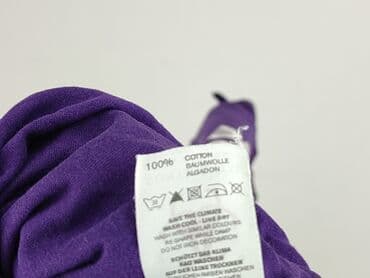 100% COTTON
BAUMWOLLE
ALGODON
SAVE THE CLIMATE
WASH COOL - LINE DRY
WASH WITH SIMILAR COLOURS
RE-SHAPE WHILE DAMP
DO NOT IRON DECORATION
SCHÜTZT DAS KLIMA
KALT WASCHEN
AUF DER LEINE TROCKNEN
WASCHEN